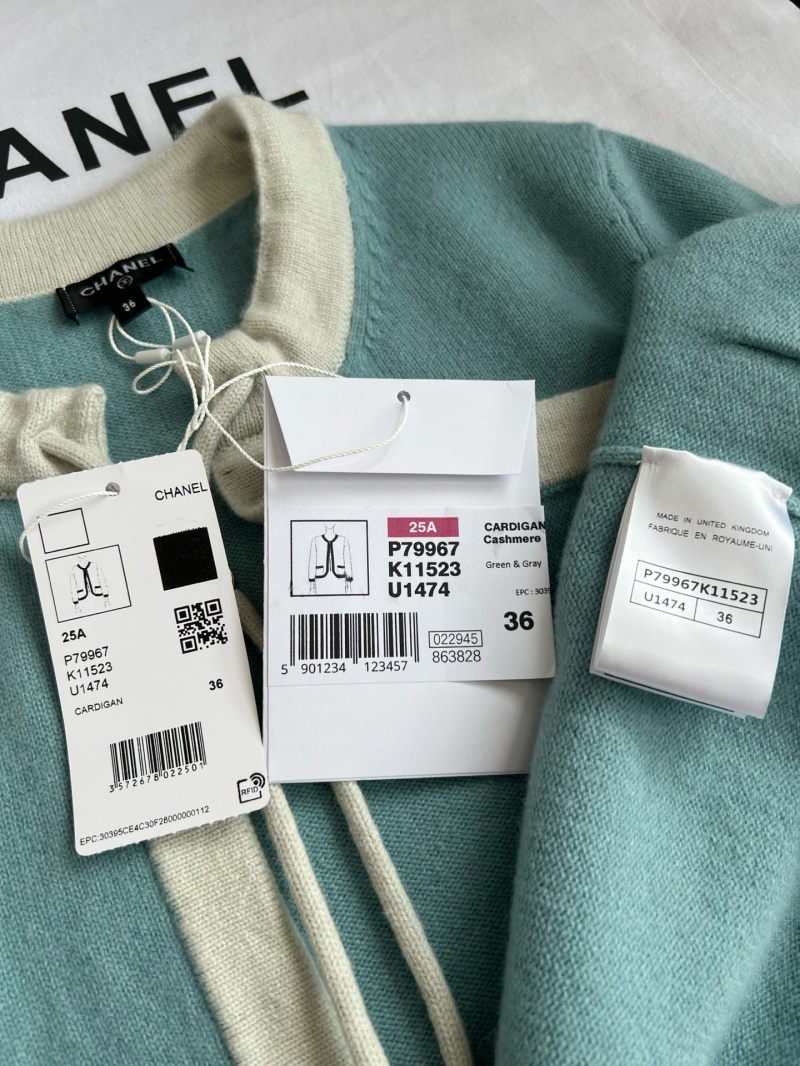 ANEL
CHANEL
36
CHANEL
25A
P79967
K11523
U1474
36
CARDIGAN
3 572678 022501
RFID
EPC:30395CE4C30F28000000112
25A
P79967
K11523
U1474
CARDIGAN
Cashmere
Green & Gray
EPC : 3039
36
5 901234 123457
022945
863828
MADE IN UNITED KINGDOM
FABRIQUE EN ROYAUME-UNI
P79967K11523
U1474 36